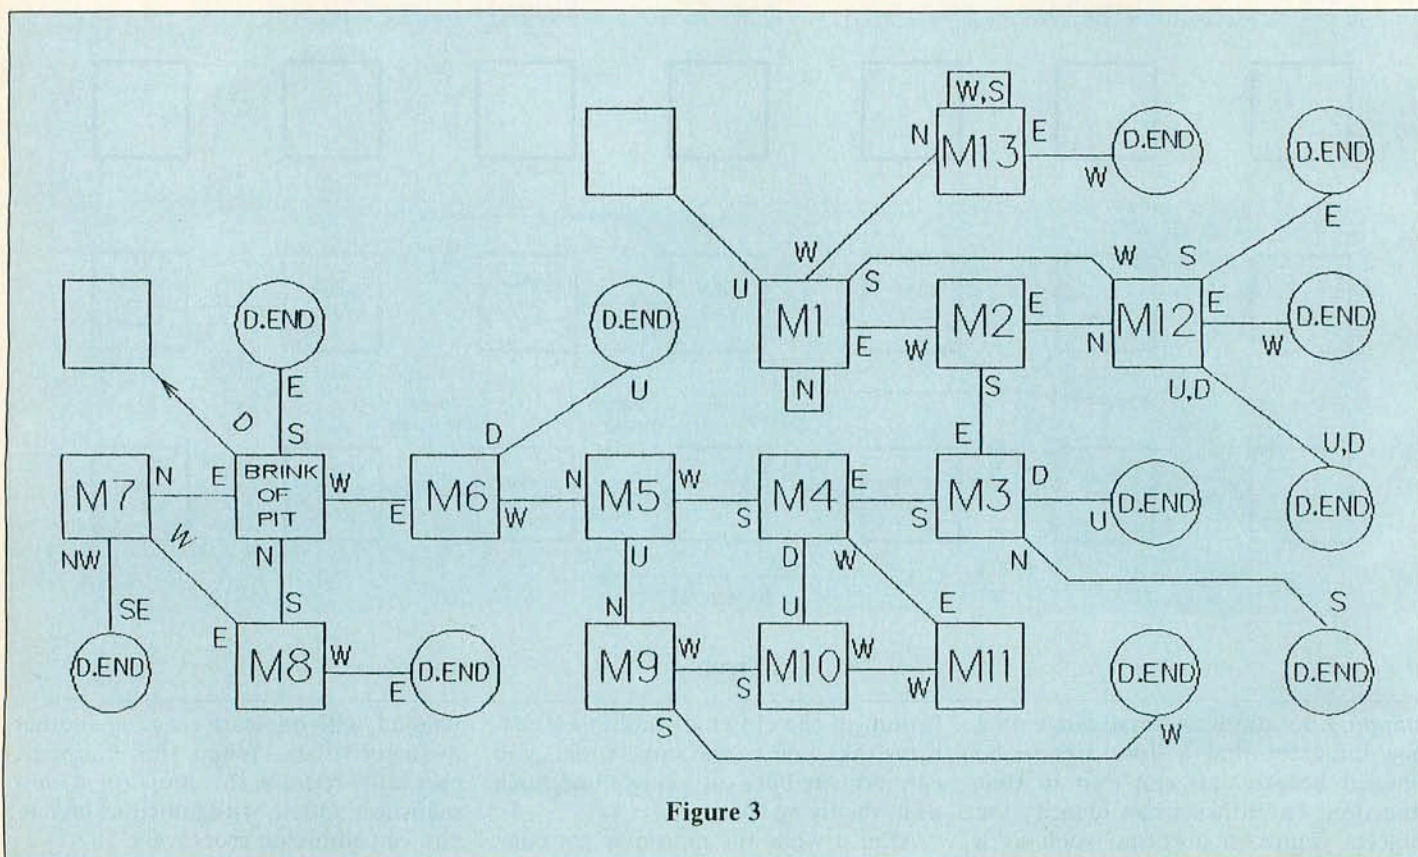 W,S
N M13 E D.END
W
D.END
E
W
S
W
S
U
M1
E
W
M2
E
N
M12
E
W
D.END
N
S
U,D
D.END
E
S
D.END
U
D
D
E
U,D
D.END
M7 N E BRINK OF PIT W
E M6 W
N M5 W
S M4 E
S M3 D
U D.END
W
N
U
D
W
N
NW
SE
S
E
N
U
E
S
D.END
M8 W
E D.END
M9 W
S M10 W
W M11
D.END
D.END
S
W
Figure 3